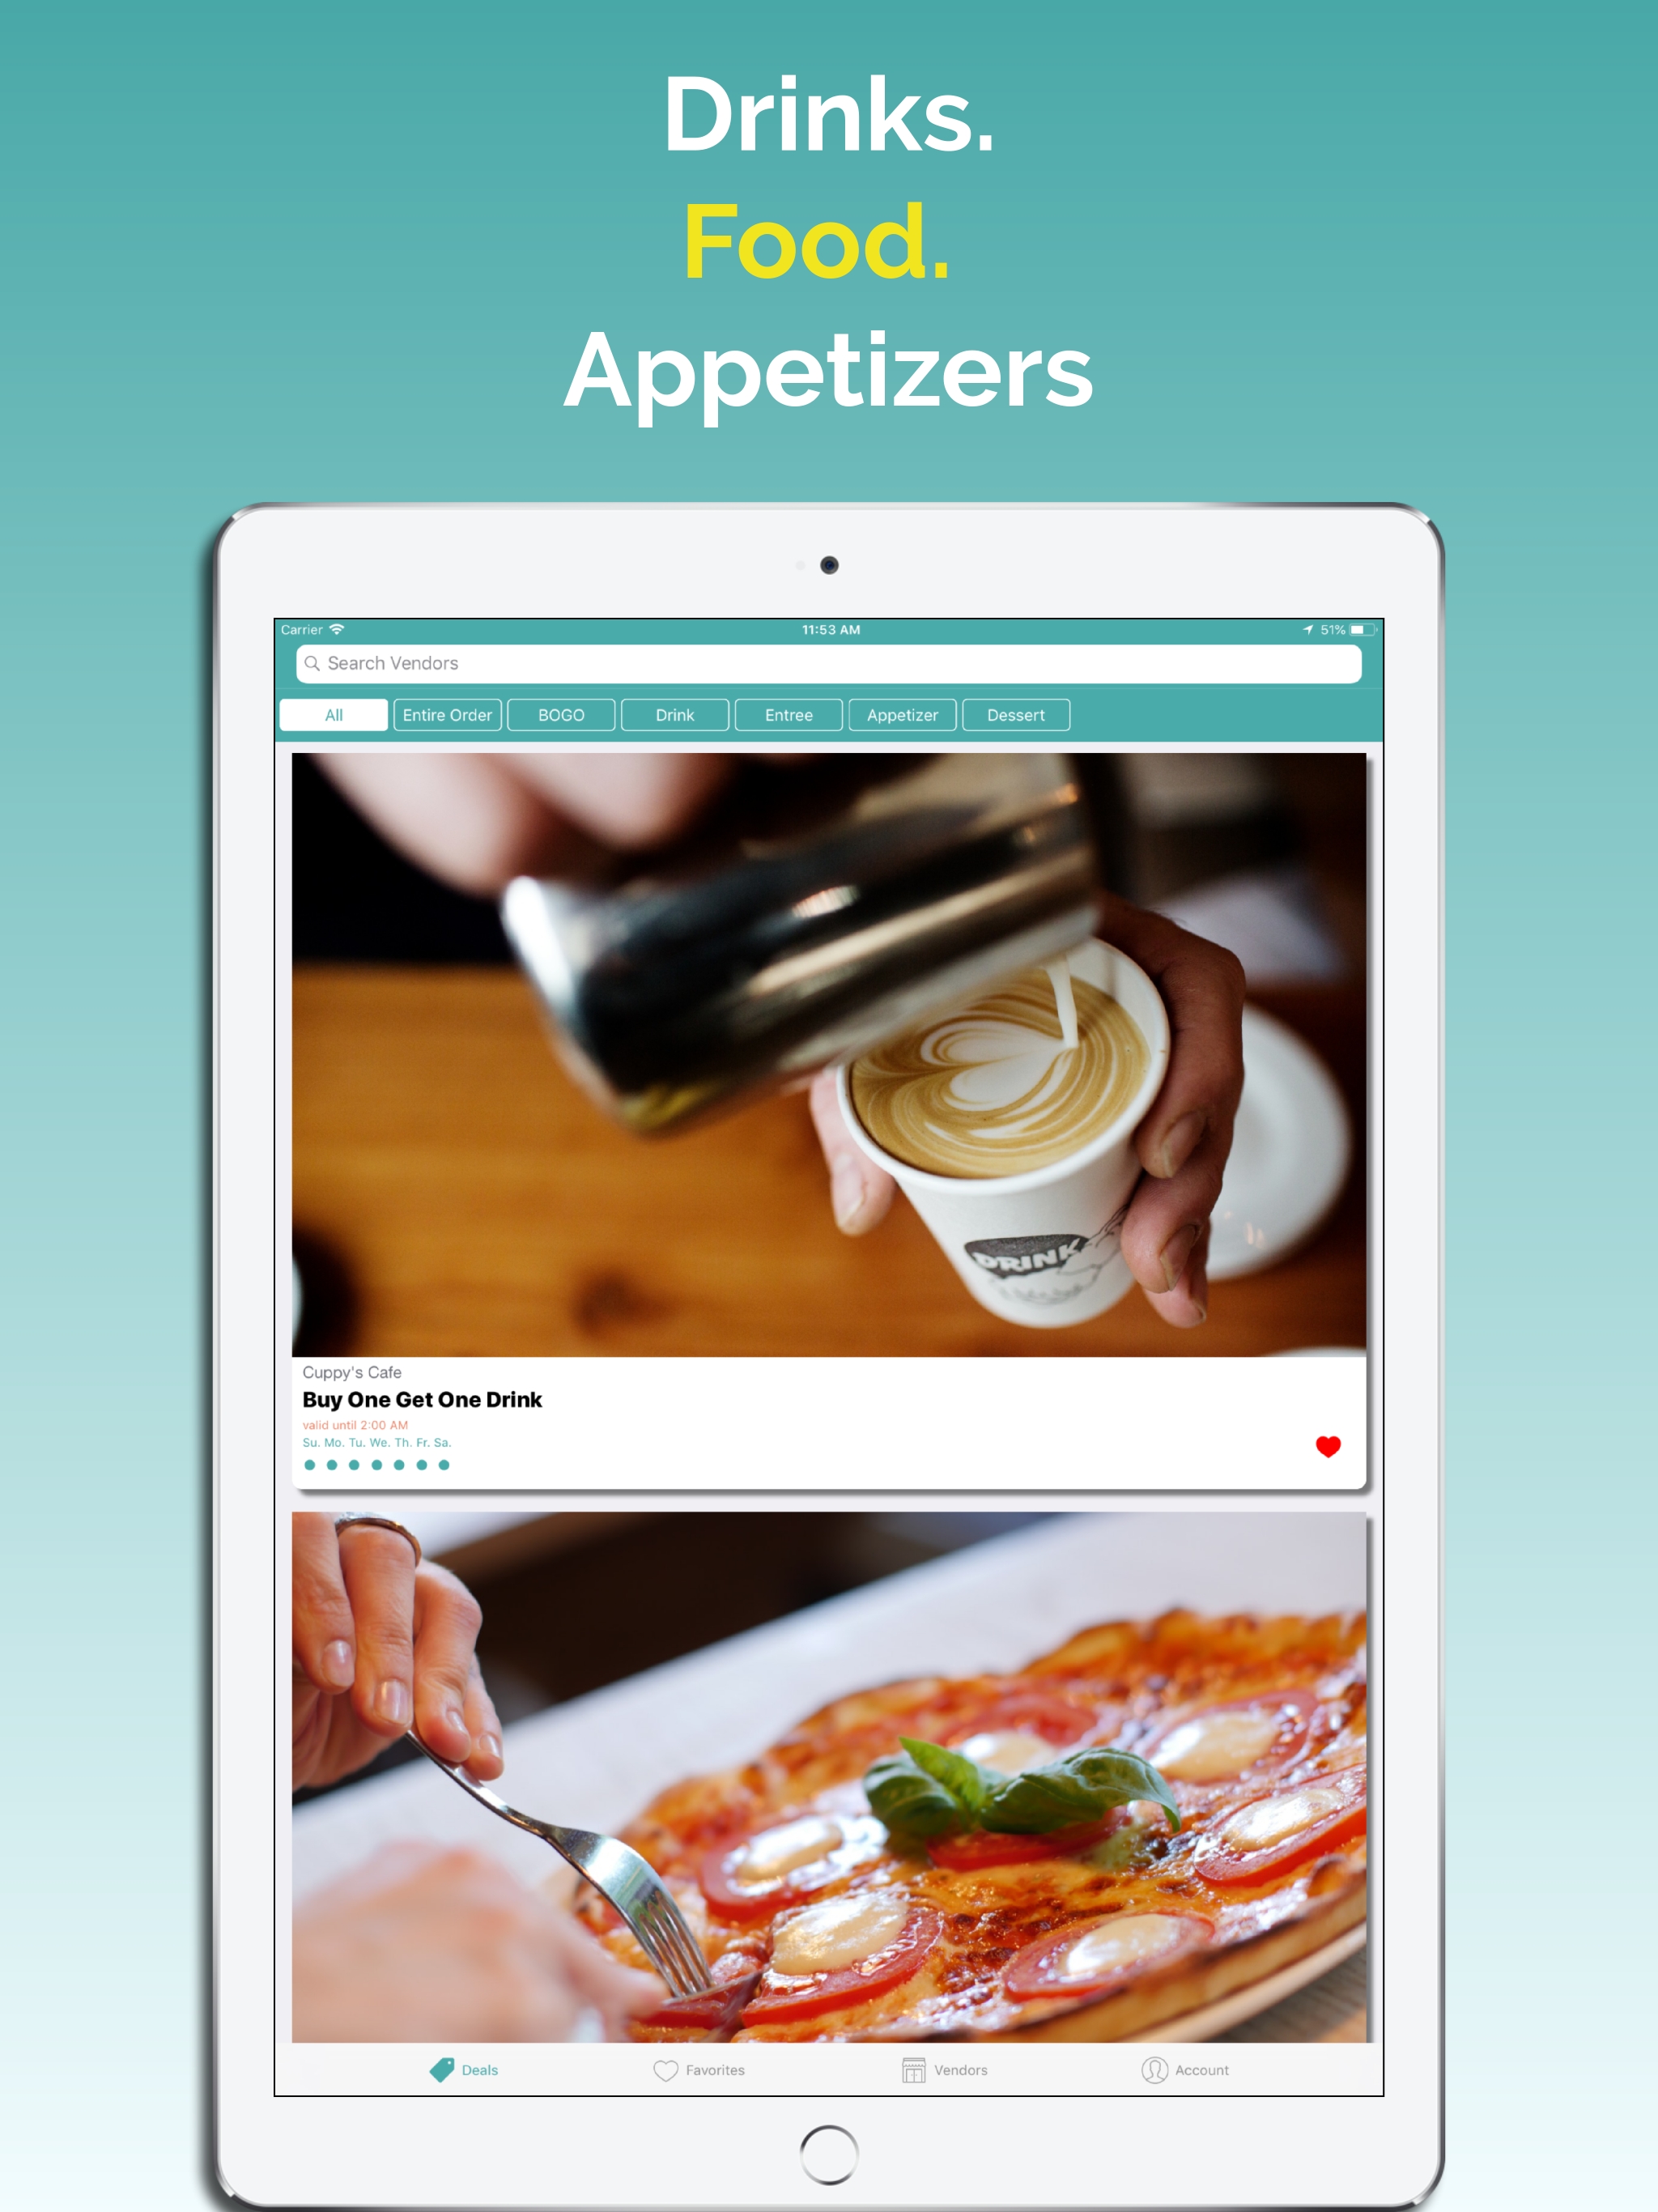 Drinks.
Food.
Appetizers
Carrier 11:53 AM 51%
Search Vendors
All Entire Order BOGO Drink Entree Appetizer Dessert
DRINK
Cuppy's Cafe
Buy One Get One Drink
valid until 2:00 AM
Su. Mo. Tu. We. Th. Fr. Sa.
Deals Favorites Vendors Account